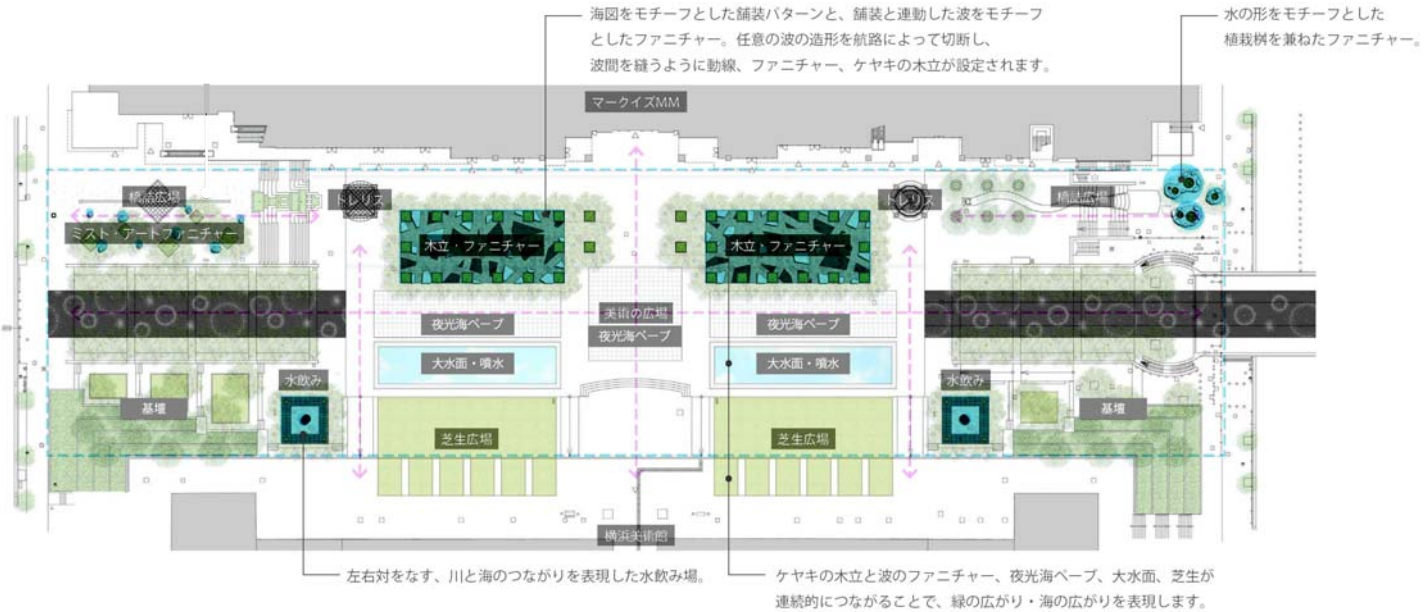 海図をモチーフとした舗装パターンと、舗装と連動した波をモチーフ
としたファニチャー。任意の波の造形を航路によって切断し、
波間を縫うように動線、ファニチャー、ケヤキの木立が設定されます。
水の形をモチーフとした
植栽桝を兼ねたファニチャー。
マークイズMM
橋詰広場
トレリス
トレリス
橋詰広場
ミスト・アートファニチャー
木立・ファニチャー
木立・ファニチャー
夜光海ペーブ
美術の広場
夜光海ペーブ
夜光海ペーブ
大水面・噴水
大水面・噴水
水飲み
水飲み
基壇
芝生広場
芝生広場
基壇
横浜美術館
左右対をなす、川と海のつながりを表現した水飲み場。
ケヤキの木立と波のファニチャー、夜光海ペーブ、大水面、芝生が
連続的につながることで、緑の広がり・海の広がりを表現します。